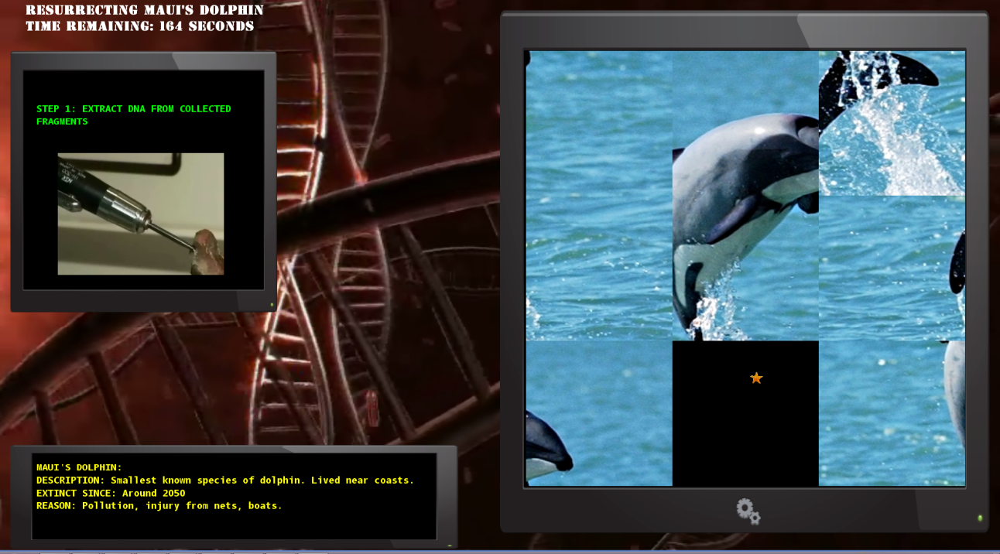 RESURRECTING MAUI'S DOLPHIN
TIME REMAINING: 164 SECONDS
STEP 1: EXTRACT DNA FROM COLLECTED
FRAGMENTS
MAUI'S DOLPHIN:
DESCRIPTION: Smallest known species of dolphin. Lived near coasts.
EXTINCT SINCE: Around 2050
REASON: Pollution, injury from nets, boats.